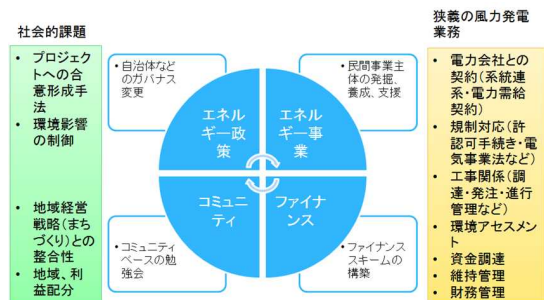 社会的課題
• プロジェク
トへの合
意形成手
法
• 環境影響
の制御
• 地域経営
戦略(まち
づくり)との
整合性
• 地域、利
益配分
•自治体など
のガバナス
変更
•民間事業主
体の発掘、
養成、支援
エネル
ギー政
策
エネル
ギー事
業
コミュニ
ティ
ファイナ
ンス
•コミュニティ
ベースの勉
強会
•ファイナンス
スキームの
構築
狭義の風力発電
業務
• 電力会社との
契約(系統連
系・電力需給
契約)
• 規制対応(許
認可手続き・電
気事業法など)
• 工事関係(調
達・発注・進行
管理など)
• 環境アセスメン
ト
• 資金調達
• 維持管理
• 財務管理